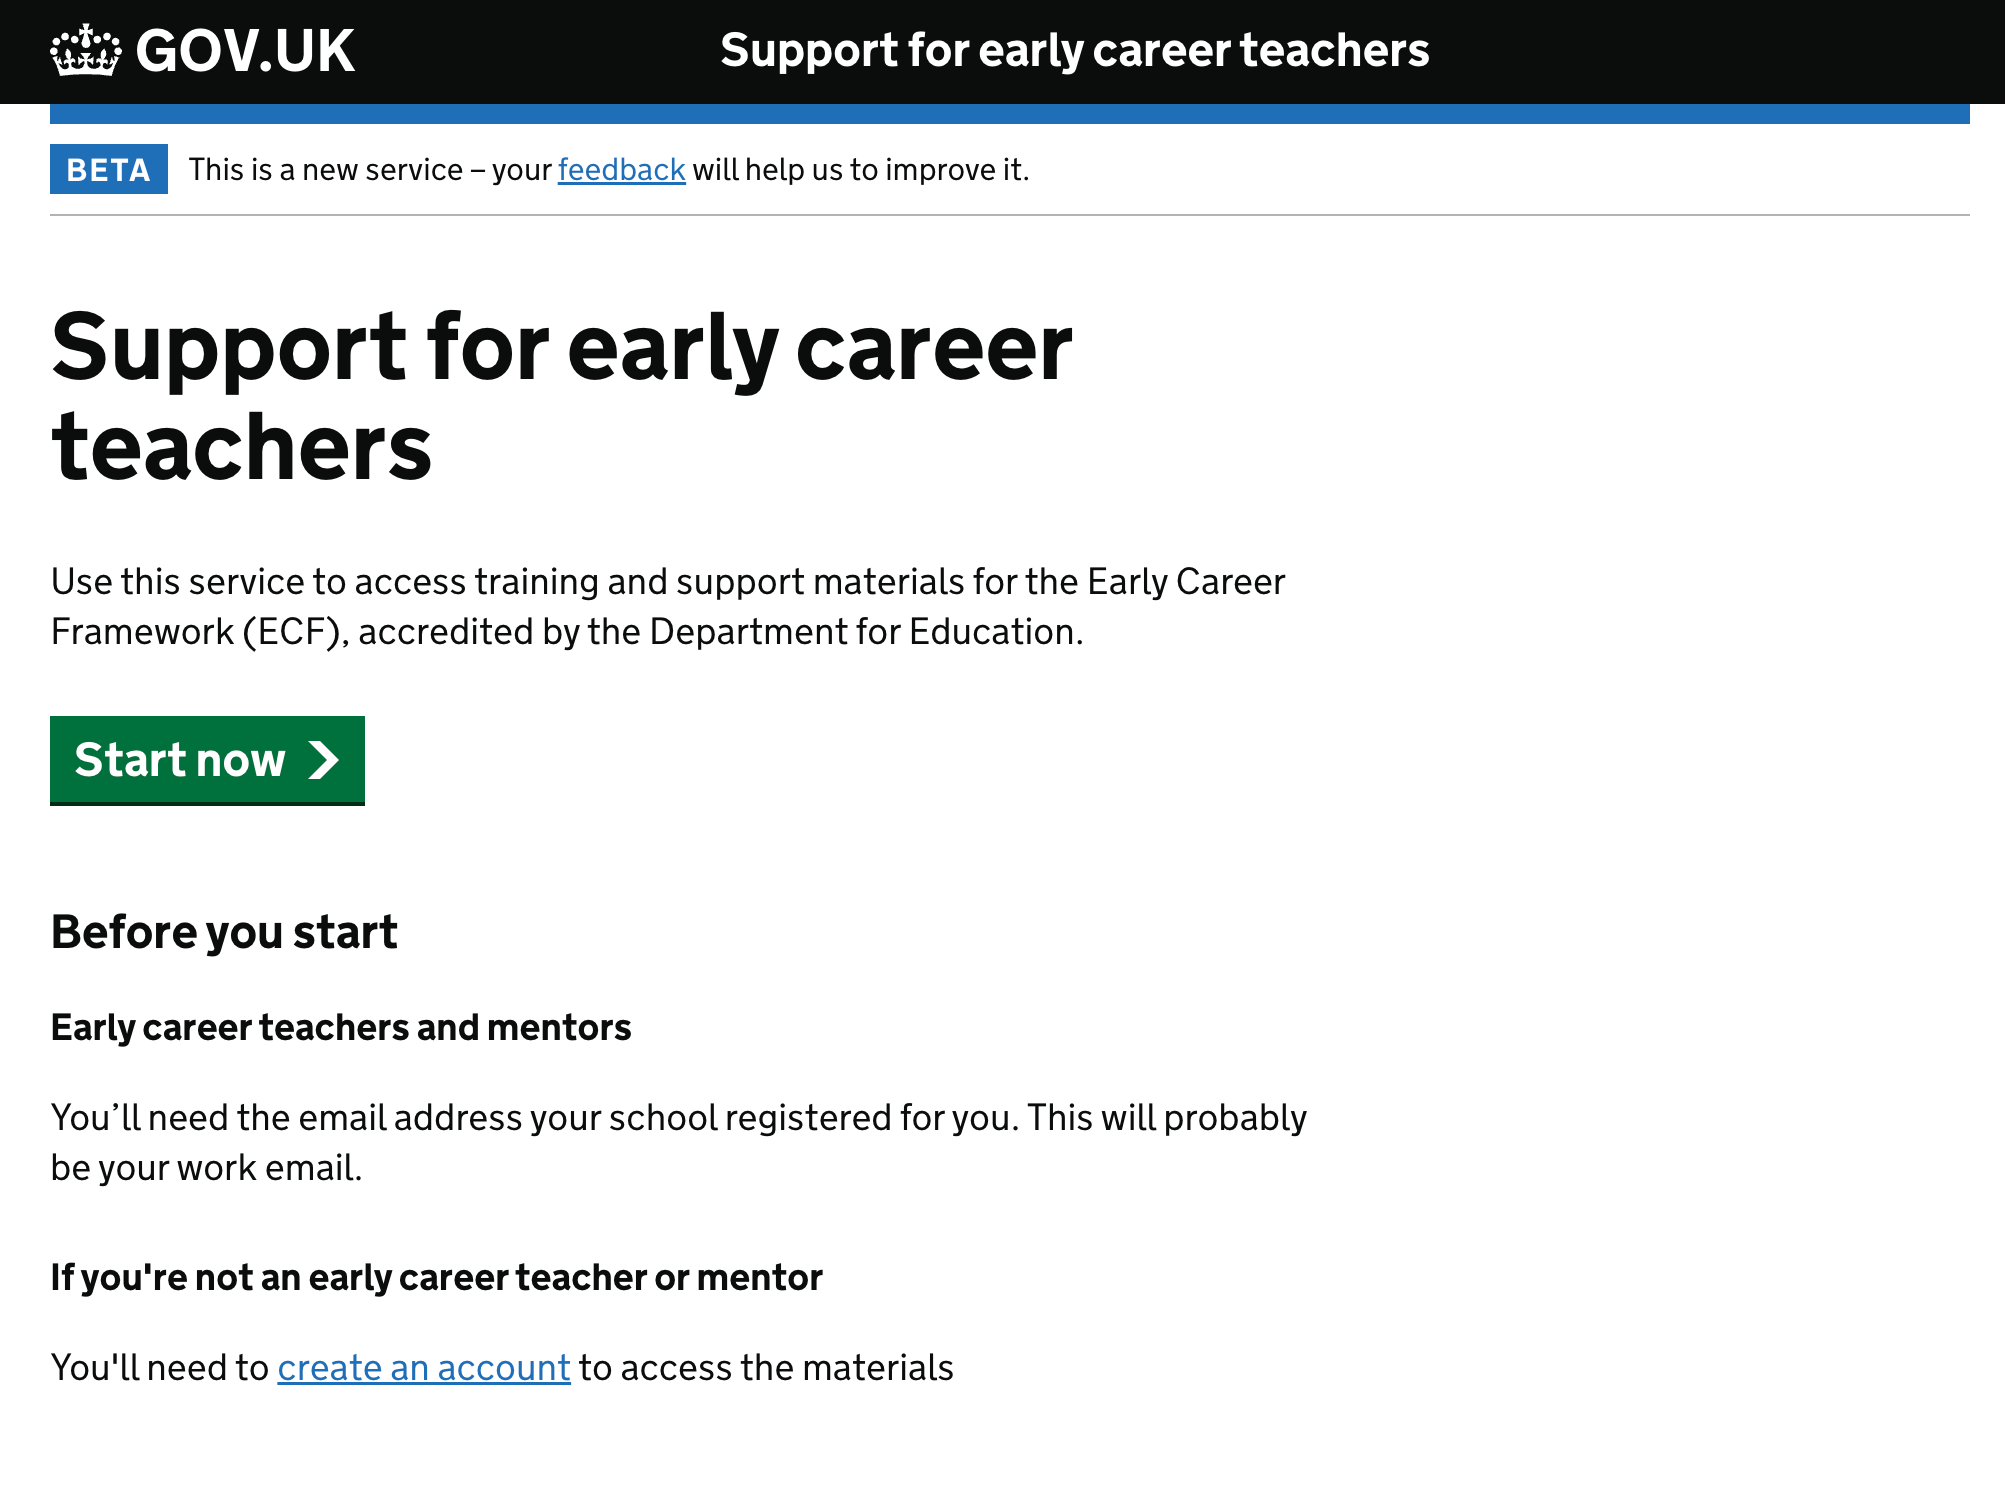 GOV.UK
Support for early career teachers
BETA
This is a new service – your feedback will help us to improve it.
Support for early career
teachers
Use this service to access training and support materials for the Early Career
Framework (ECF), accredited by the Department for Education.
Start now
Before you start
Early career teachers and mentors
You’ll need the email address your school registered for you. This will probably
be your work email.
If you're not an early career teacher or mentor
You'll need to create an account to access the materials